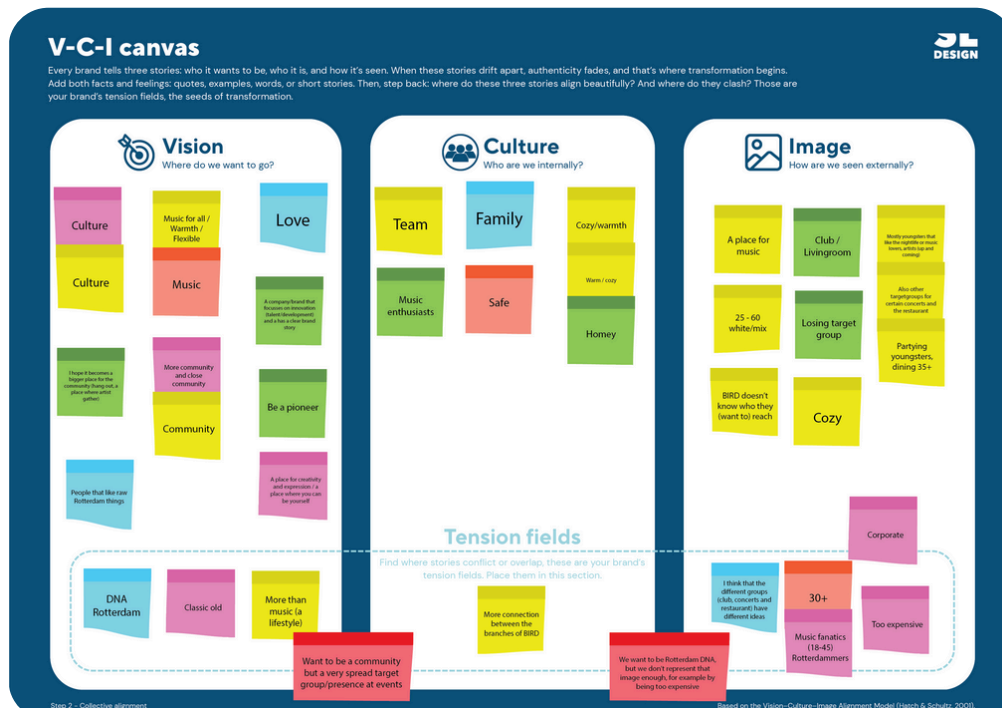 V-C-I canvas
JL
DESIGN
Every brand tells three stories: who it wants to be, who it is, and how it's seen. When these stories drift apart, authenticity fades, and that's where transformation begins.
Add both facts and feelings: quotes, examples, words, or short stories. Then, step back: where do these three stories align beautifully? And where do they clash? Those are
your brand's tension fields, the seeds of transformation.
Vision
Where do we want to go?
Culture
Music for all /
Warmth /
Flexible
Love
Culture
Music
A company/brand that
focusses on innovation
(talent/development)
and a has a clear brand
story
I hope it becomes a
bigger place for the
community (hang out, a
place where artist
gather)
More community
and close
community
Community
Be a pioneer
People that like raw
Rotterdam things
A place for creativity
and expression / a
place where you can
be yourself
Culture
Who are we internally?
Team
Family
Cozy/warmth
Warm / cozy
Music
enthusiasts
Safe
Homey
Image
How are we seen externally?
A place for
music
Club /
Livingroom
Mostly youngsters that
like the nightlife or music
lovers, artists (up and
coming)
Also other
targetgroups for
certain concerts and
the restaurant
25 - 60
white/mix
Losing target
group
Partying
youngsters,
dining 35+
BIRD doesn't
know who they
(want to) reach
Cozy
Corporate
Tension fields
Find where stories conflict or overlap, these are your brand's
tension fields. Place them in this section.
DNA
Rotterdam
Classic old
More than
music (a
lifestyle)
More connection
between the
branches of BIRD
I think that the
different groups
(club, concerts and
restaurant) have
different ideas
30+
Music fanatics
(18-45)
Rotterdammers
Too expensive
Want to be a community
but a very spread target
group/presence at events
We want to be Rotterdam DNA,
but we don't represent that
image enough, for example by
being too expensive
Step 2 - Collective alignment
Based on the Vision-Culture-Image Alignment Model (Hatch & Schultz, 2001).